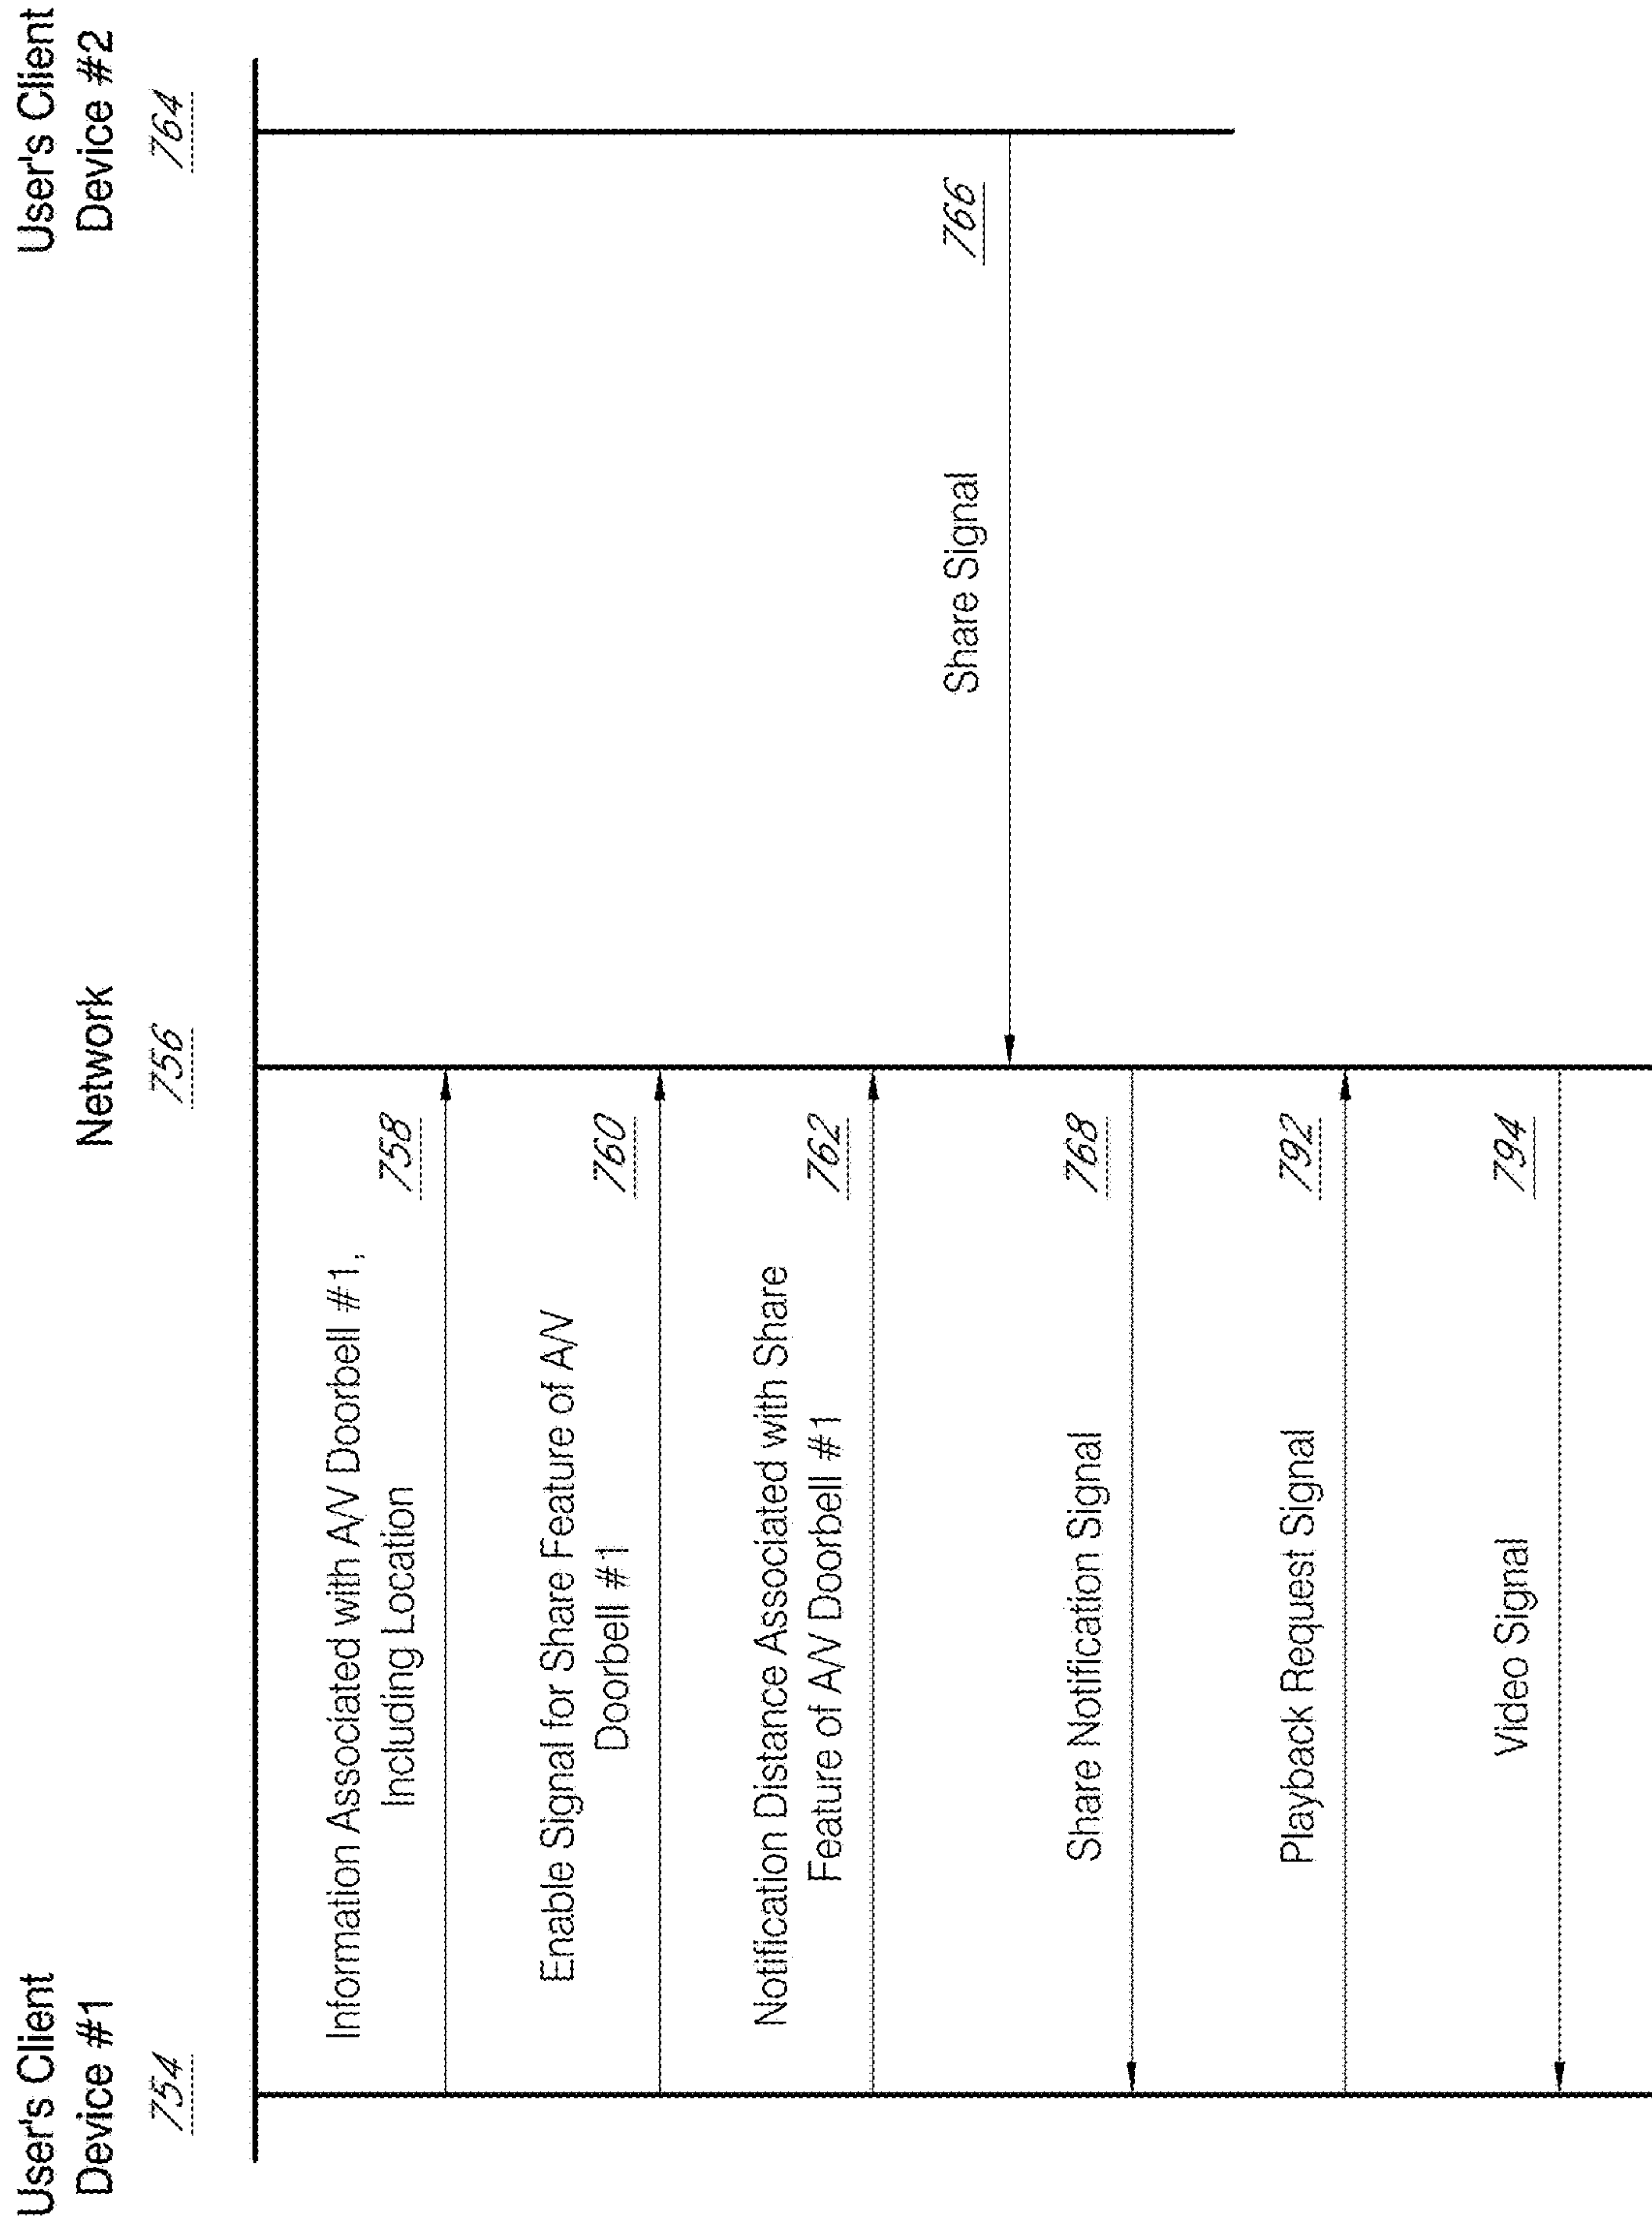 User's Client
Device #1
754
Network
756
User's Client
Device #2
764
Information Associated with A/V Doorbell #1,
Including Location
758
Enable Signal for Share Feature of A/V
Doorbell #1
760
Notification Distance Associated with Share
Feature of A/V Doorbell #1
762
Share Signal
766
Share Notification Signal
768
Playback Request Signal
792
Video Signal
794